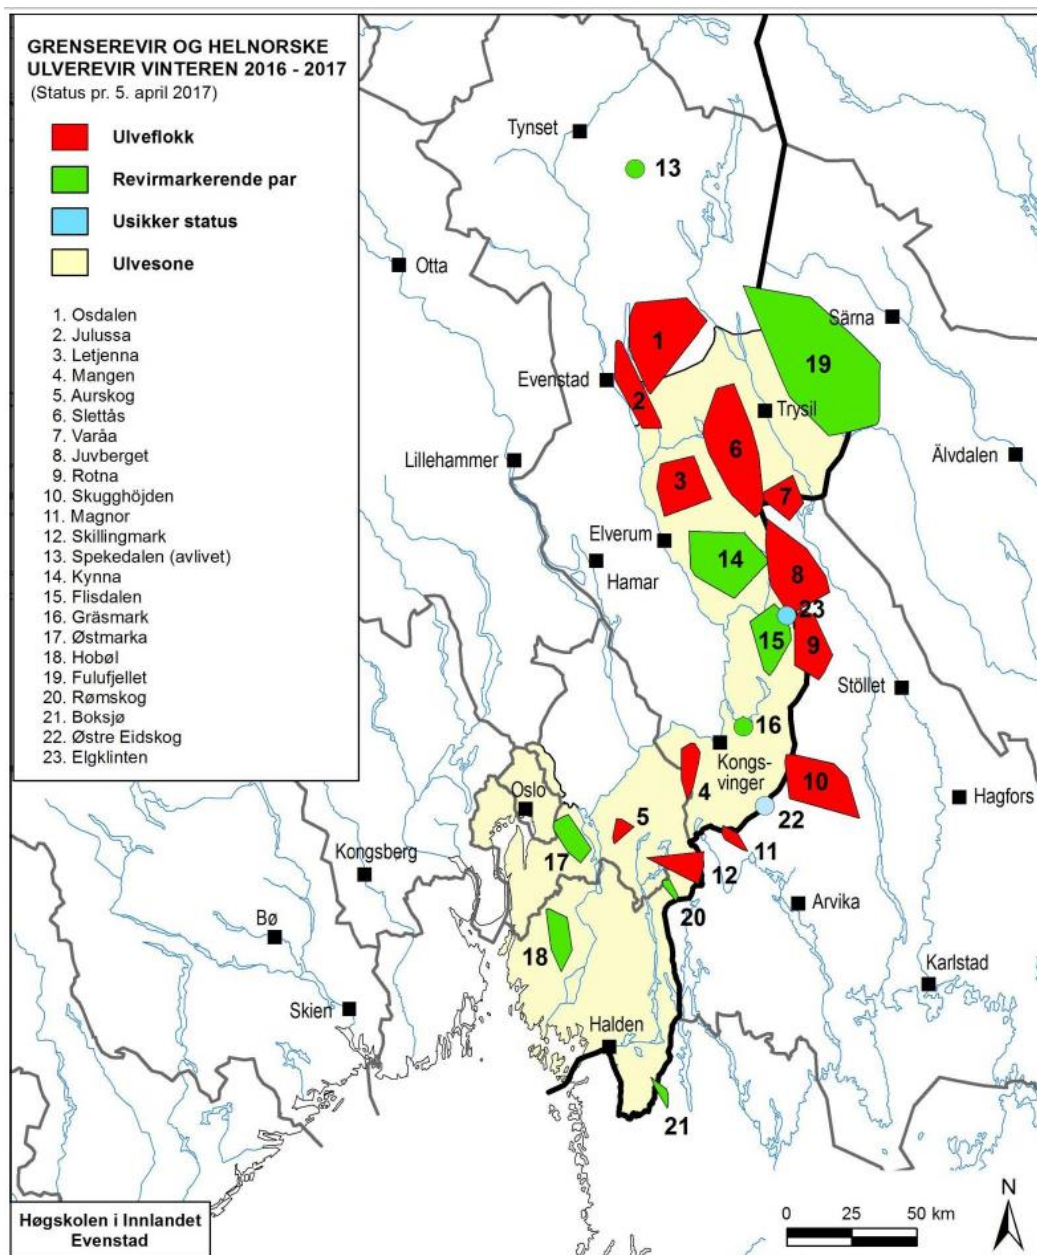 GRENSEREVIR OG HELNORSKE
ULVEREVIR VINTEREN 2016 - 2017
(Status pr. 5. april 2017)
Ulveflokk
Revirmarkerende par
Usikker status
Ulvesone
1. Osdalen
2. Julussa
3. Letjenna
4. Mangen
5. Aurskog
6. Slettås
7. Varåa
8. Juvberget
9. Rotna
10. Skugghöjden
11. Magnor
12. Skillingmark
13. Spekedalen (avlivet)
14. Kynna
15. Flisdalen
16. Gräsmark
17. Østmarka
18. Hobøl
19. Fulufjellet
20. Rømskog
21. Boksjø
22. Østre Eidskog
23. Elgklinten
Tynset
13
Otta
Särna
1
19
Evenstad
2
Trysil
6
Lillehammer
Älvdalen
3
7
Elverum
14
Hamar
8
23
15
9
Stöllet
16
Kongs-
vinger
4
10
Hagfors
Oslo
5
22
17
11
Kongsberg
12
20
Arvika
Bø
18
Karlstad
Skien
Halden
21
Høgskolen i Innlandet
Evenstad
0 25 50 km
N